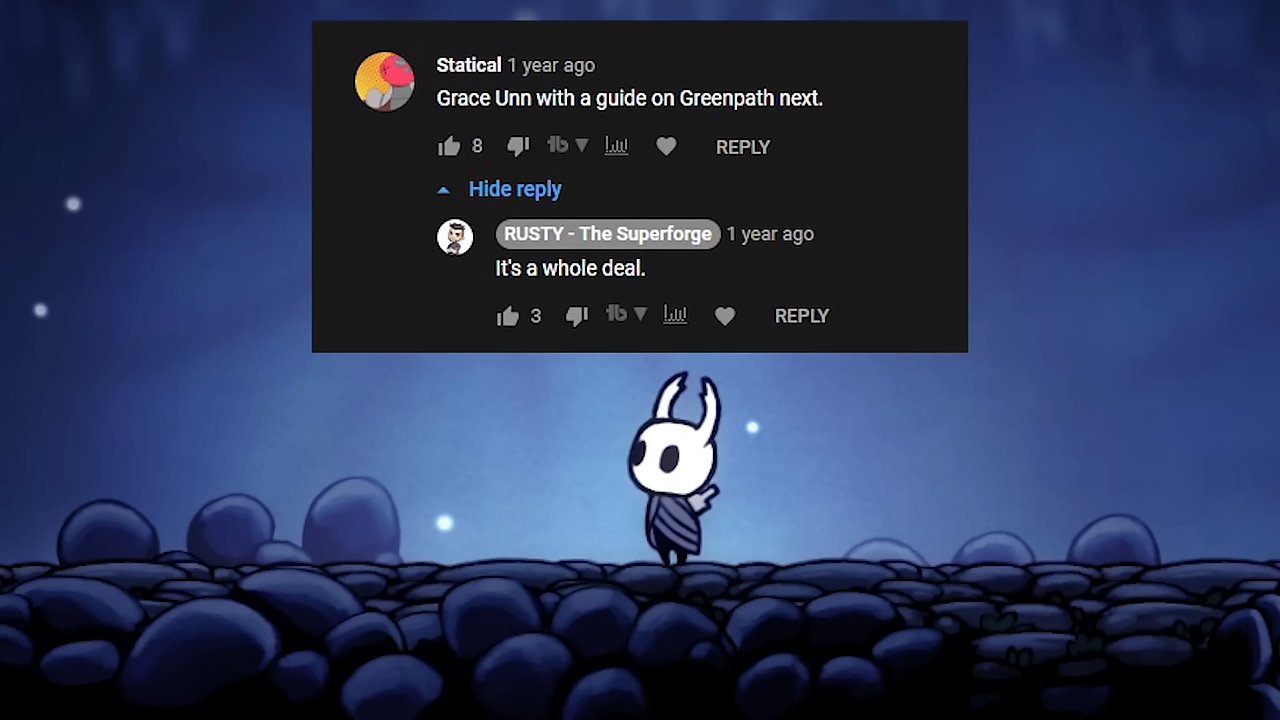 Statical 1 year ago
Grace Unn with a guide on Greenpath next.
8 REPLY
Hide reply
RUSTY - The Superforge 1 year ago
It's a whole deal.
3 REPLY